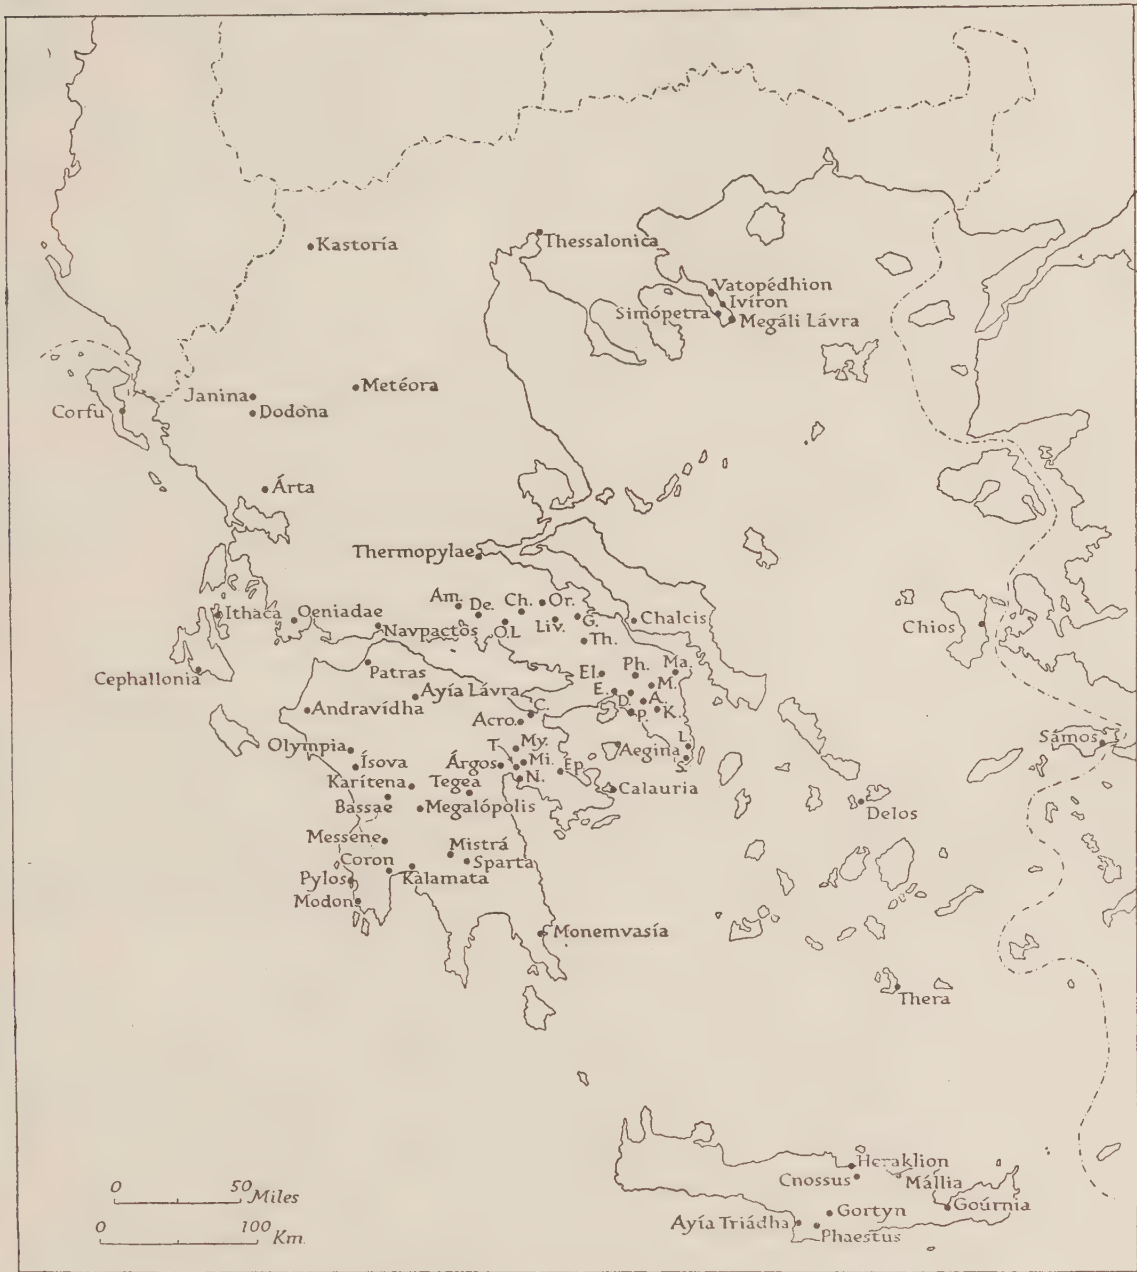 Kastoría
Thessalonica
Vatopédhion
Ivíron
Simópetra
Megáli Lávra
Metéora
Janina
Corfu
Dodona
Árta
Thermopylae
Am.
De.
Ch.
Or.
Ithaca
Oeniadae
Navpactos
O.L
Liv.
G.
Chalcis
Chios
Th.
Cephallonia
Patras
El.
Ph.
Ma.
Ayía Lávra
E.
D.
M.
A.
Andravídha
C.
Acro.
P.
K.
Olympia
My.
T.
Aegina
L.
Sámos
Ísova
Árgos
Mi.
Ep.
S.
Karítena
Tegea
N.
Calauria
Bassae
Megalópolis
Delos
Messene
Mistrá
Coron
Sparta
Pylos
Kalamata
Modon
Monemvasía
Thera
Heraklion
Cnossus
Mállia
Gortyn
Goúrnia
Ayía Triádha
Phaestus
0 50 Miles
0 100 Km.